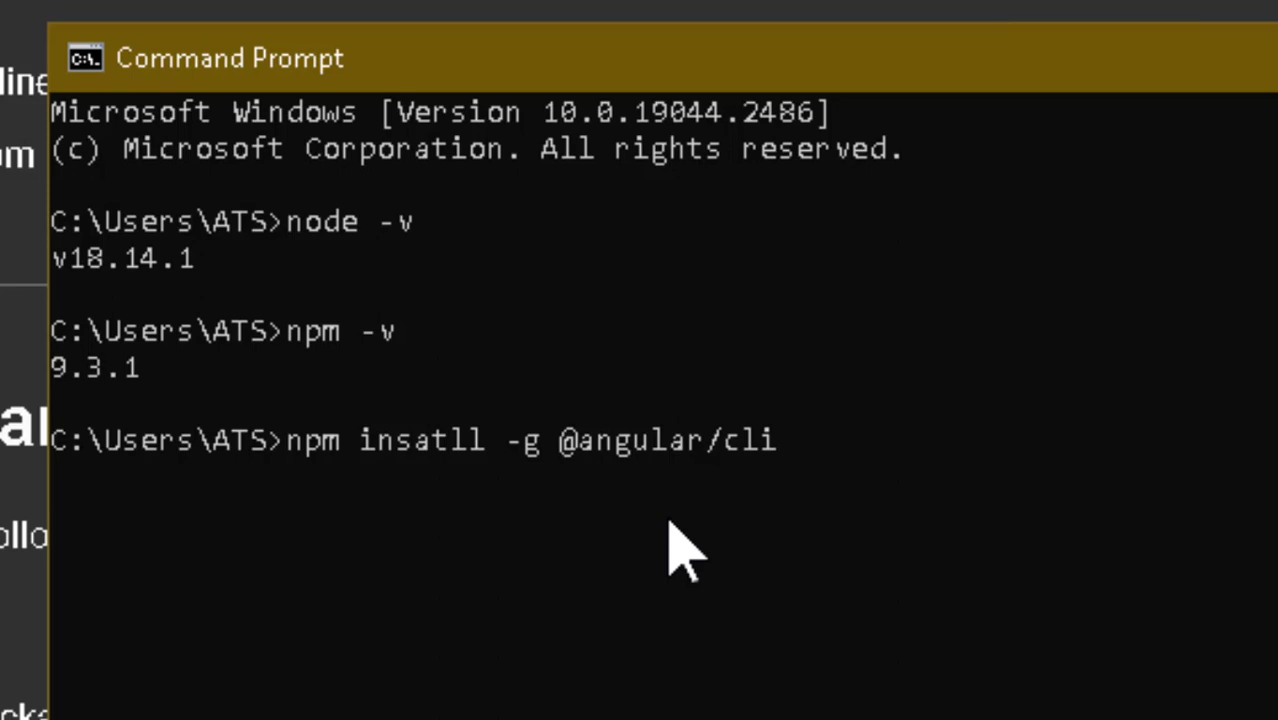 Command Prompt
Microsoft Windows [Version 10.0.19044.2486]
(c) Microsoft Corporation. All rights reserved.
C:\Users\ATS>node -v
v18.14.1
C:\Users\ATS>npm -v
9.3.1
C:\Users\ATS>npm insatll -g @angular/cli